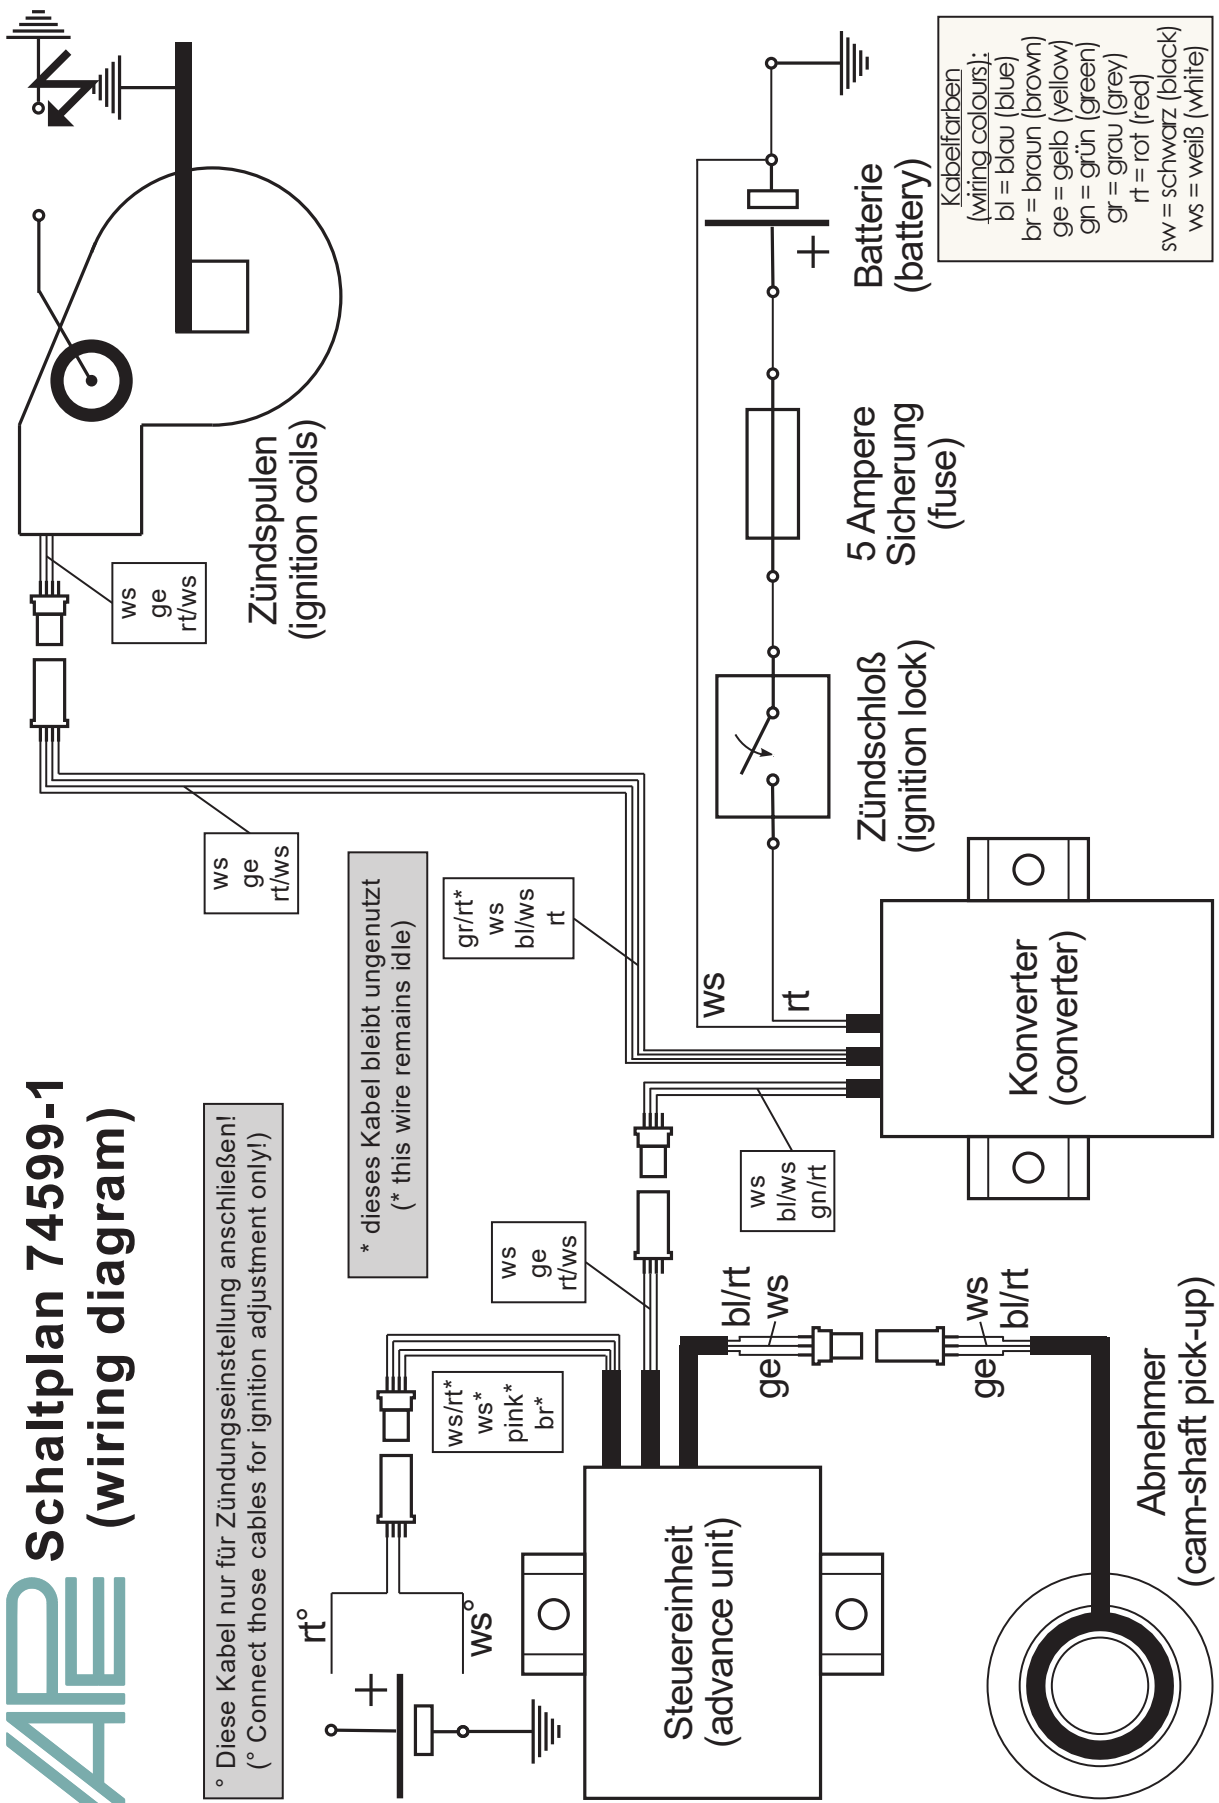 APE
Schaltplan 74599-1
(wiring diagram)
° Diese Kabel nur für Zündungseinstellung anschließen!
(° Connect those cables for ignition adjustment only!)
* dieses Kabel bleibt ungenutzt
(* this wire remains idle)
ws
ge
rt/ws
ws
ge
rt/ws
Zündspulen
(ignition coils)
rt°
ws°
+
ws/rt*
ws*
pink*
br*
ws
ge
rt/ws
gr/rt*
ws
bl/ws
rt
Steuereinheit
(advance unit)
bl/rt
ws
ge
ws
bl/ws
gn/rt
ws
rt
Zündschloß
(ignition lock)
5 Ampere
Sicherung
(fuse)
+
Batterie
(battery)
ge
ws
bl/rt
Abnehmer
(cam-shaft pick-up)
Konverter
(converter)
Kabelfarben
(wiring colours):
bl = blau (blue)
br = braun (brown)
ge = gelb (yellow)
gn = grün (green)
gr = grau (grey)
rt = rot (red)
sw = schwarz (black)
ws = weiß (white)